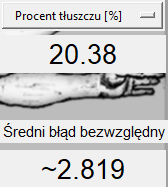 Procent tłuszczu [%]
20.38
Średni błąd bezwzględny
~2.819